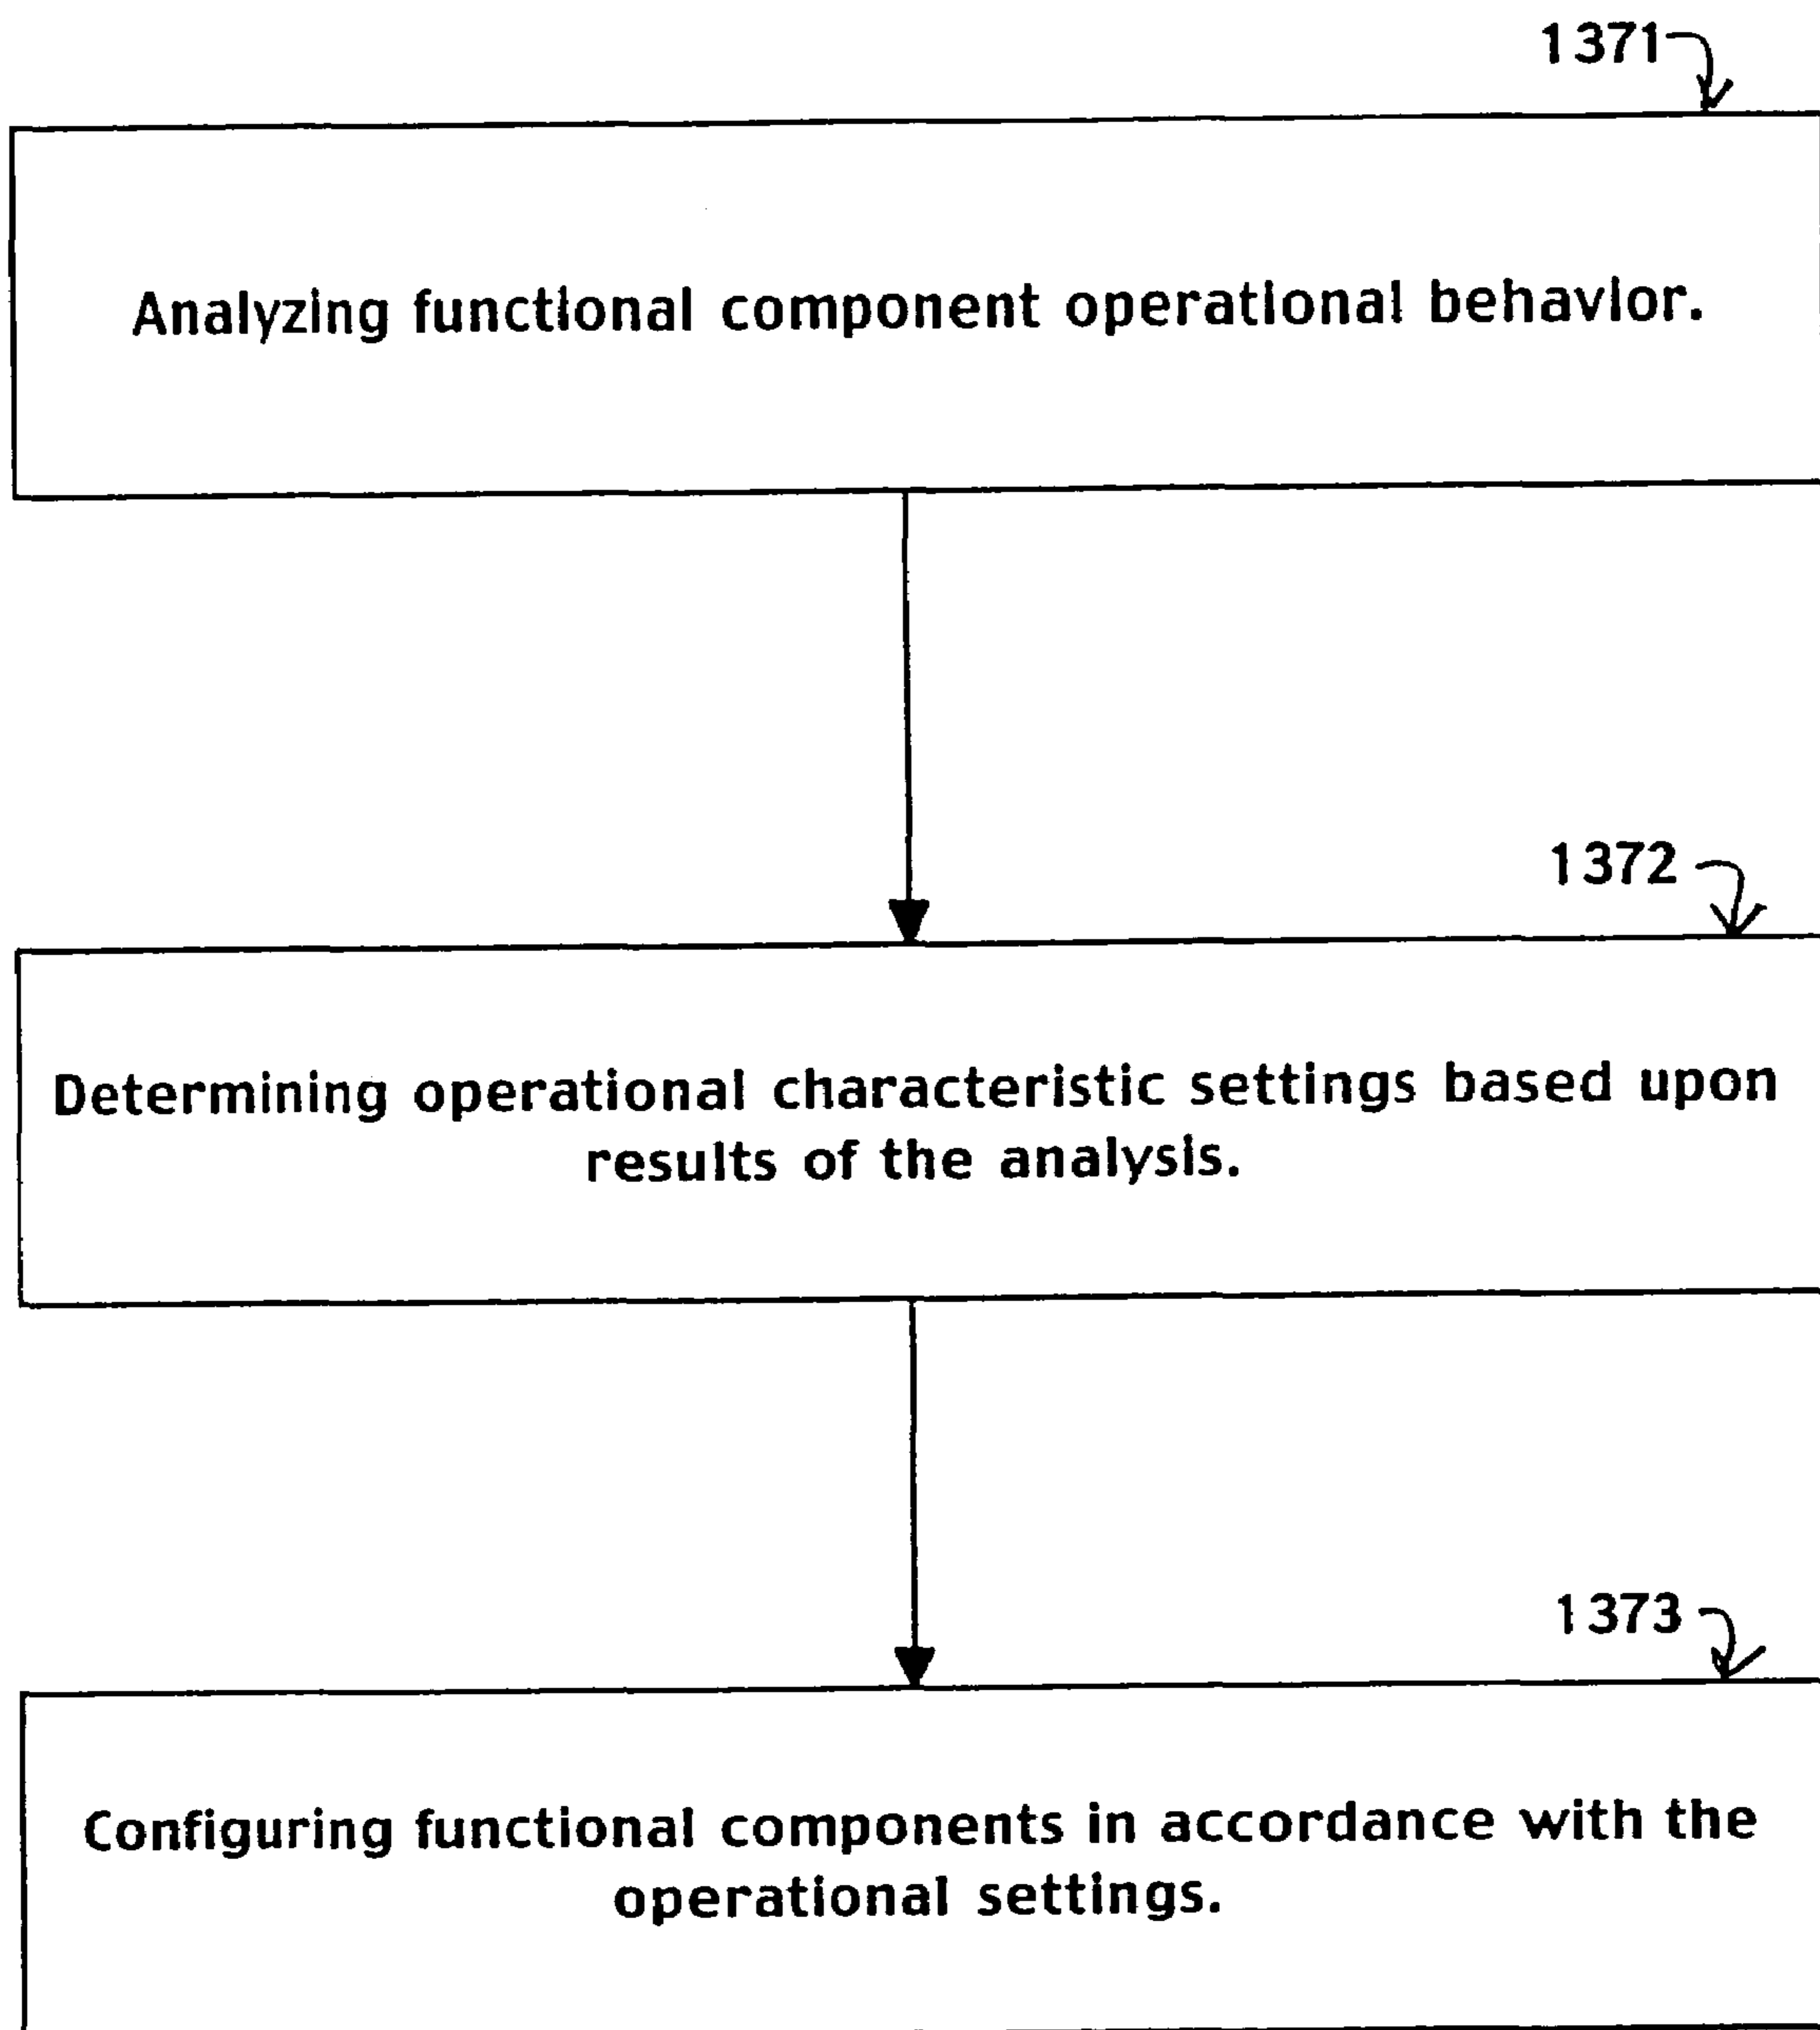 1371
Analyzing functional component operational behavior.
1372
Determining operational characteristic settings based upon
results of the analysis.
1373
Configuring functional components in accordance with the
operational settings.